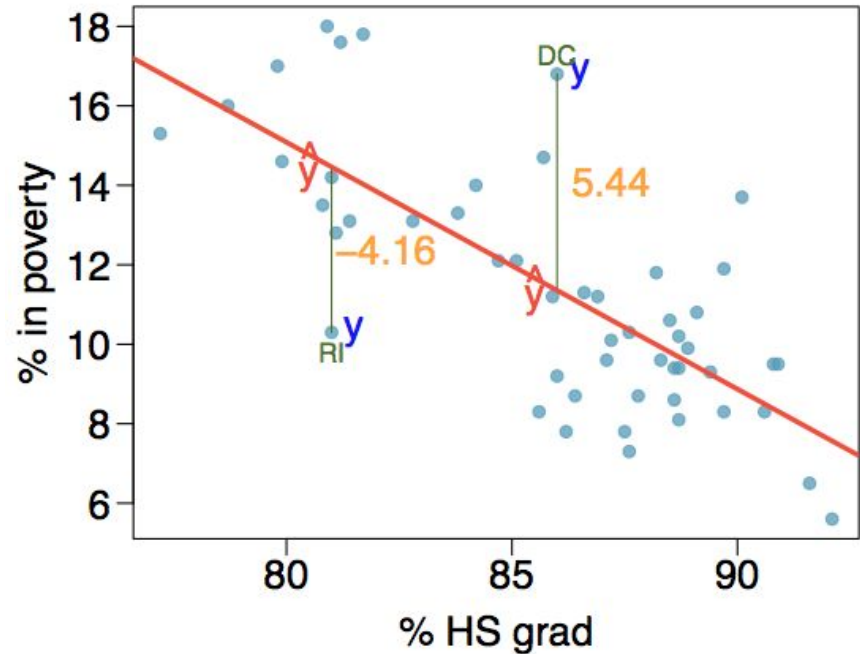 18
16
14
12
10
8
6
% in poverty
DC
y
5.44
ŷ
−4.16
ŷ
y
RI
80 85 90
% HS grad